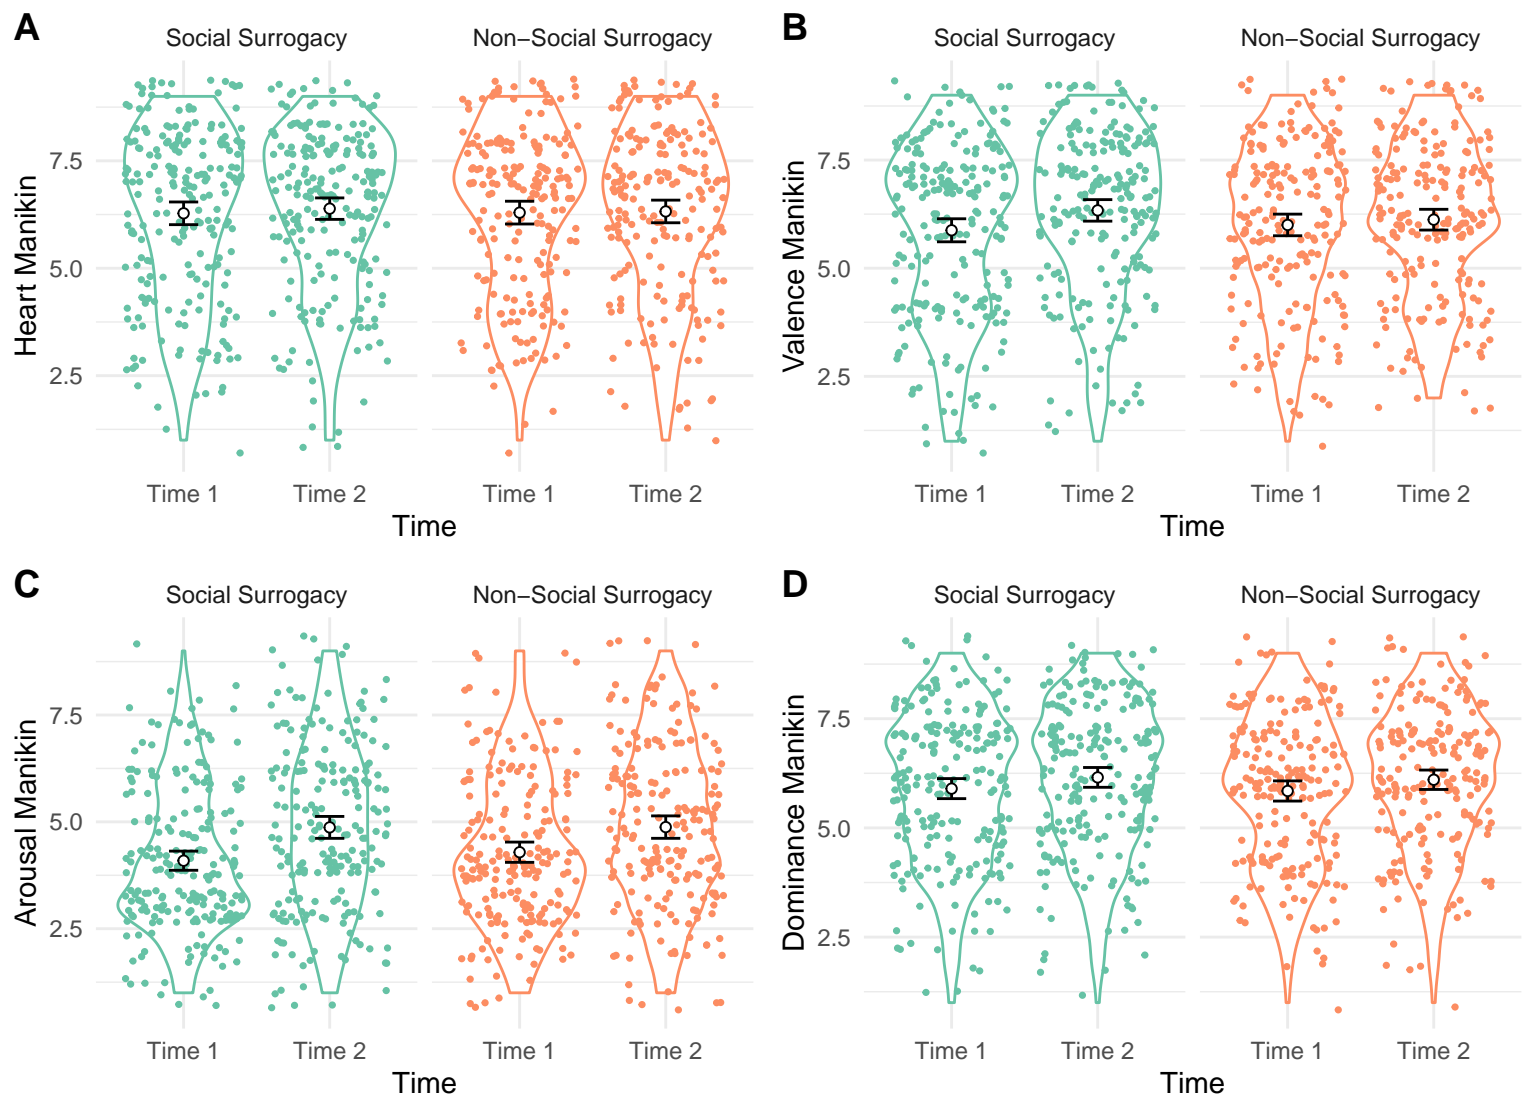 A
Social Surrogacy
Non−Social Surrogacy
Heart Manikin
7.5
5.0
2.5
Time 1
Time 2
Time 1
Time 2
Time
B
Social Surrogacy
Non−Social Surrogacy
Valence Manikin
7.5
5.0
2.5
Time 1
Time 2
Time 1
Time 2
Time
C
Social Surrogacy
Non−Social Surrogacy
Arousal Manikin
7.5
5.0
2.5
Time 1
Time 2
Time 1
Time 2
Time
D
Social Surrogacy
Non−Social Surrogacy
Dominance Manikin
7.5
5.0
2.5
Time 1
Time 2
Time 1
Time 2
Time